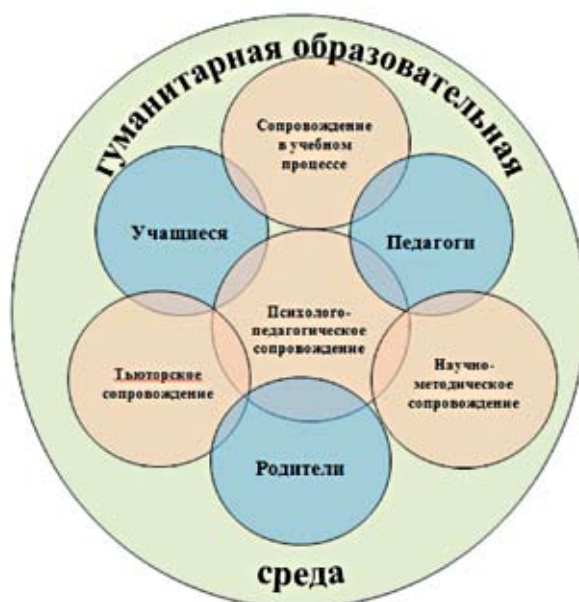 гуманитарная образовательная
Сопровождение
в учебном
процессе
Учащиеся
Педагоги
Психолого-
педагогическое
сопровождение
Тьюторское
сопровождение
Научно-
методическое
сопровождение
Родители
среда